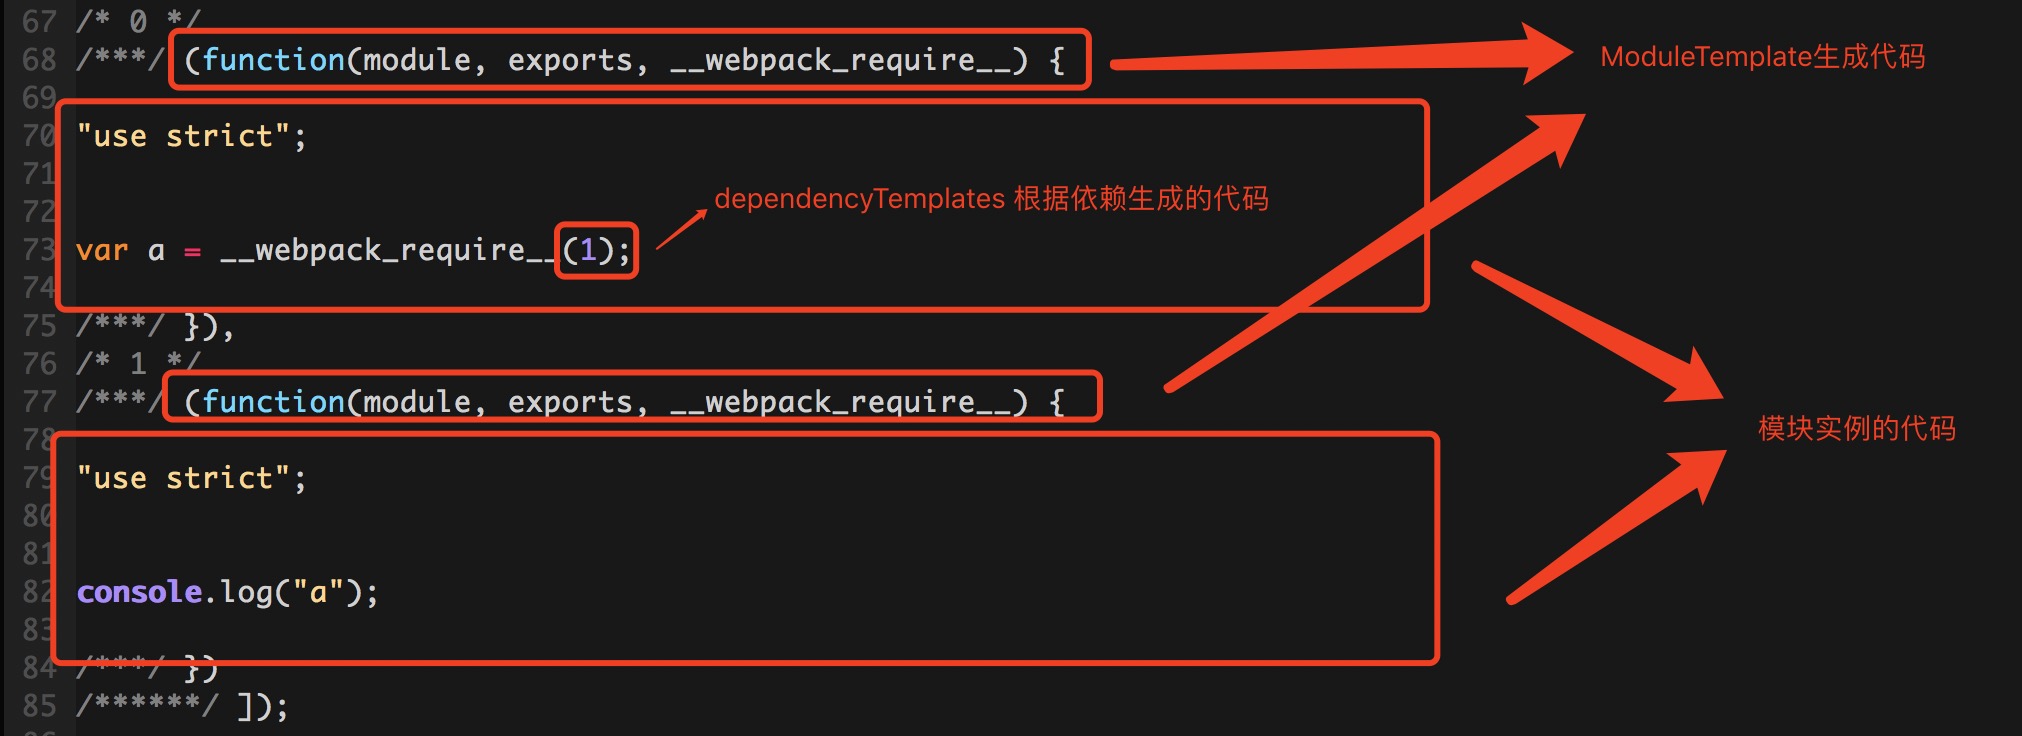 67 /* 0 */
68 /***/ (function(module, exports, __webpack_require__) {
ModuleTemplate生成代码
69
70 "use strict";
71
72
dependencyTemplates 根据依赖生成的代码
73 var a = __webpack_require__(1);
74
75 /***/ }),
76 /* 1 */
77 /***/ (function(module, exports, __webpack_require__) {
模块实例的代码
78
79 "use strict";
80
81
82 console.log("a");
83
84 /***/ })
85 /******/ ]);